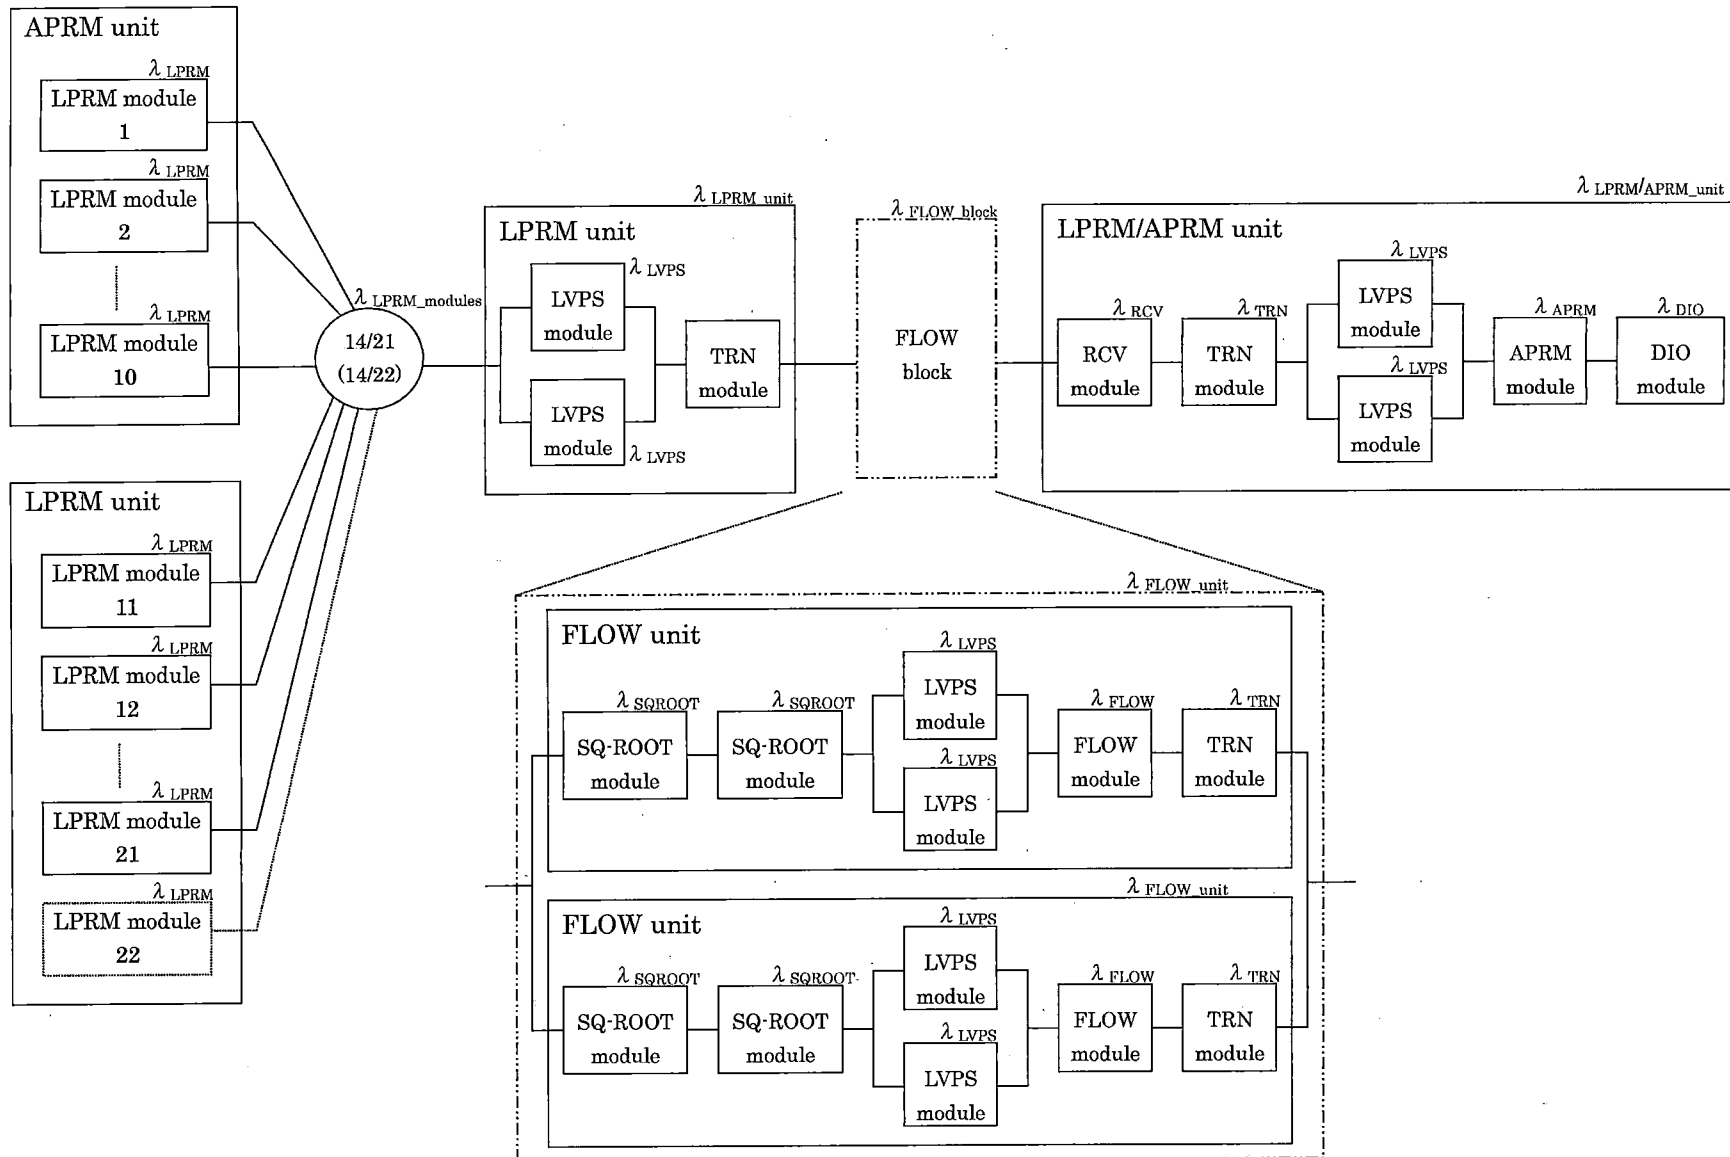 APRM unit
λ LPRM
LPRM module
1
λ LPRM
LPRM module
2
λ LPRM
LPRM module
10
LPRM unit
λ LPRM
LPRM module
11
λ LPRM
LPRM module
12
λ LPRM
LPRM module
21
λ LPRM
LPRM module
22
λ LPRM_modules
14/21
(14/22)
λ LPRM_unit
LPRM unit
λ LVPS
LVPS
module
LVPS
module
λ LVPS
TRN
module
λ FLOW_block
FLOW
block
λ LPRM/APRM_unit
LPRM/APRM unit
λ RCV
RCV
module
λ TRN
TRN
module
λ LVPS
LVPS
module
λ LVPS
LVPS
module
λ APRM
APRM
module
λ DIO
DIO
module
λ FLOW_unit
FLOW unit
λ SQROOT
SQ-ROOT
module
λ SQROOT
SQ-ROOT
module
λ LVPS
LVPS
module
λ LVPS
LVPS
module
λ FLOW
FLOW
module
λ TRN
TRN
module
λ FLOW_unit
FLOW unit
λ SQROOT
SQ-ROOT
module
λ SQROOT
SQ-ROOT
module
λ LVPS
LVPS
module
λ LVPS
LVPS
module
λ FLOW
FLOW
module
λ TRN
TRN
module